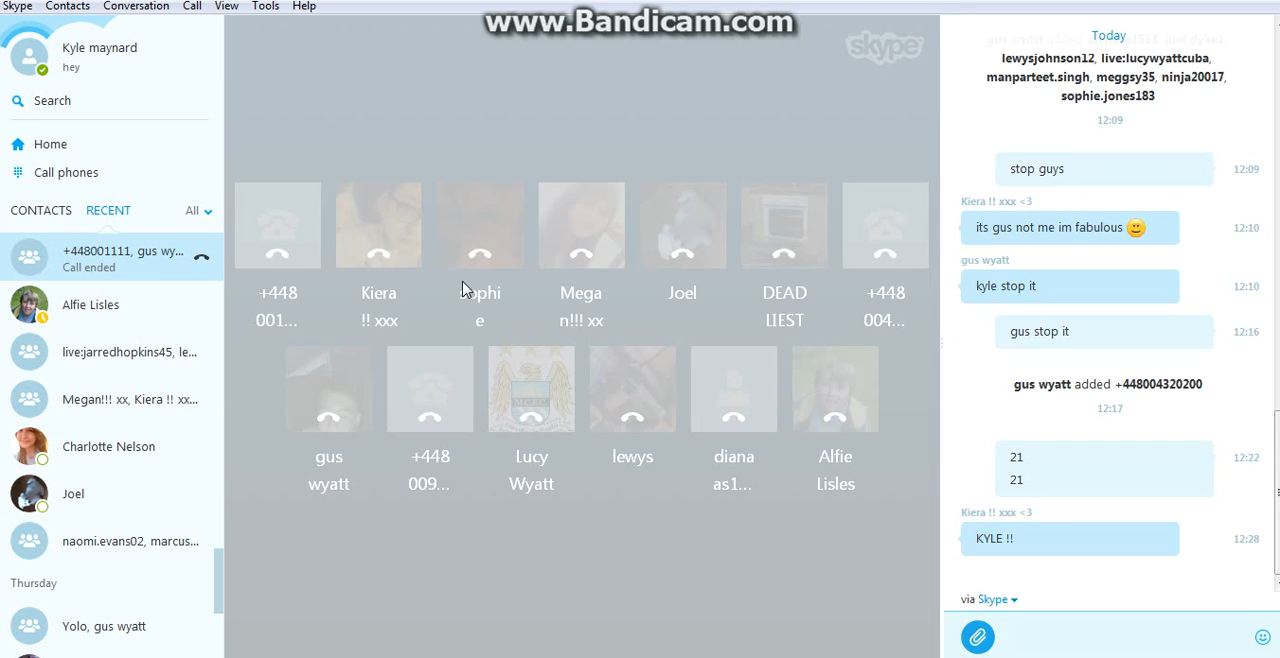 Skype Contacts Conversation Call View Tools Help
www.Bandicam.com
skype
Kyle maynard
hey
Search
Home
Call phones
CONTACTS RECENT All
+448001111, gus wy...
Call ended
Alfie Lisles
live:jarredhopkins45, le...
Megan!!! xx, Kiera !! xx...
Charlotte Nelson
Joel
naomi.evans02, marcus...
Thursday
Yolo, gus wyatt
+448
001...
Kiera
!! xxx
Sophi
e
Mega
n!!! xx
Joel
DEAD
LIEST
+448
004...
gus
wyatt
+448
009...
Lucy
Wyatt
lewys
diana
as1...
Alfie
Lisles
Today
gus wyatt added
lewysjohnson12, live:lucywyattcuba,
manparteet.singh, meggsy35, ninja20017,
sophie.jones183
12:09
stop guys 12:09
Kiera !! xxx <3
its gus not me im fabulous 12:10
gus wyatt
kyle stop it 12:10
gus stop it 12:16
gus wyatt added +448004320200
12:17
21 12:22
21
Kiera !! xxx <3
KYLE !! 12:28
via Skype